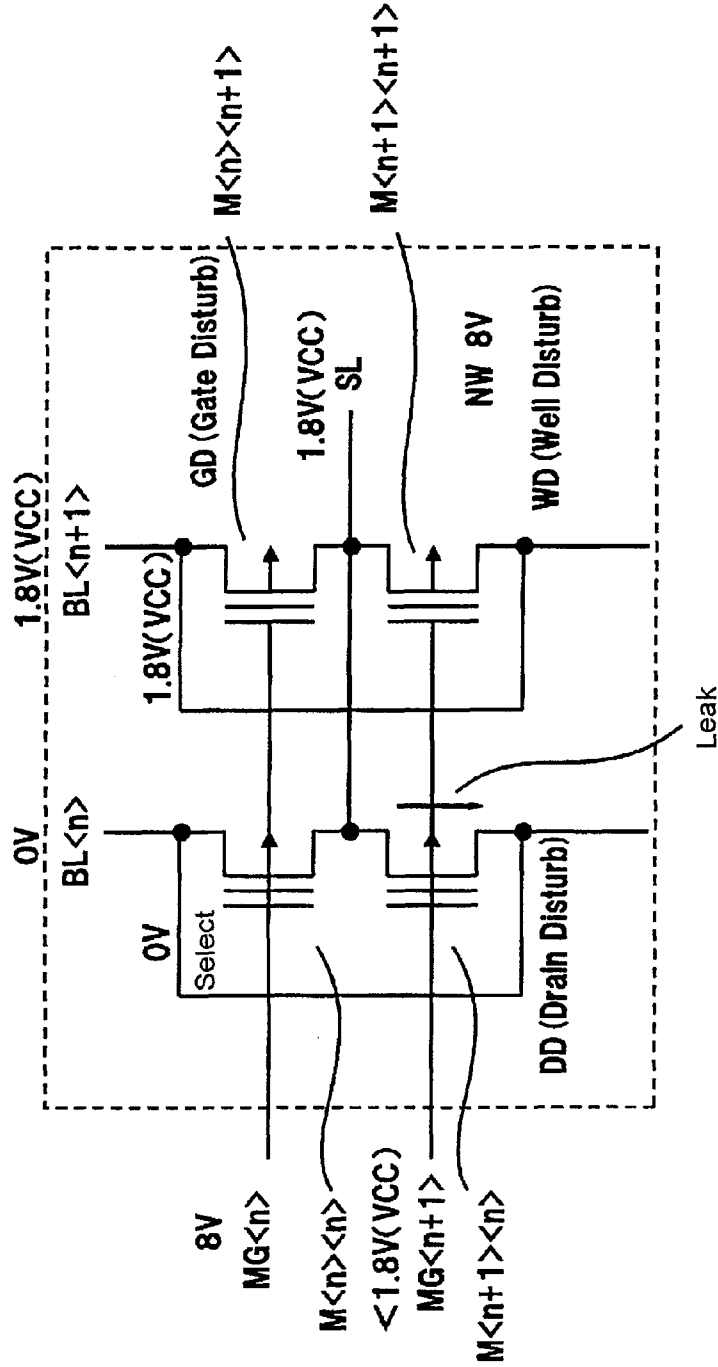 0V
1.8V(VCC)
BL<n>
BL<n+1>
0V
Select
1.8V(VCC)
GD (Gate Disturb)
M<n><n+1>
8V
MG<n>
M<n><n>
1.8V(VCC)
SL
<1.8V(VCC)
MG<n+1>
M<n+1><n+1>
M<n+1><n>
NW 8V
DD (Drain Disturb)
WD (Well Disturb)
Leak